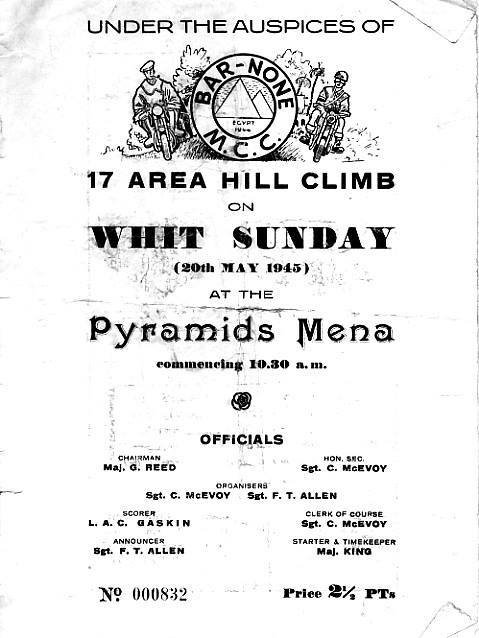 UNDER THE AUSPICES OF
BAR-NONE
EGYPT
1944
M.C.C.
17 AREA HILL CLIMB
ON
WHIT SUNDAY
(20th MAY 1945)
AT THE
Pyramids Mena
commencing 10.30 a.m.
OFFICIALS
CHAIRMAN
Maj. G. REED
HON. SEC.
Sgt. C. McEVOY
ORGANISERS
Sgt. C. McEVOY Sgt. F. T. ALLEN
SCORER
L. A. C. GASKIN
CLERK OF COURSE
Sgt. C. McEVOY
ANNOUNCER
Sgt. F. T. ALLEN
STARTER & TIMEKEEPER
Maj. KING
Nº 000832
Price 2½ PTs